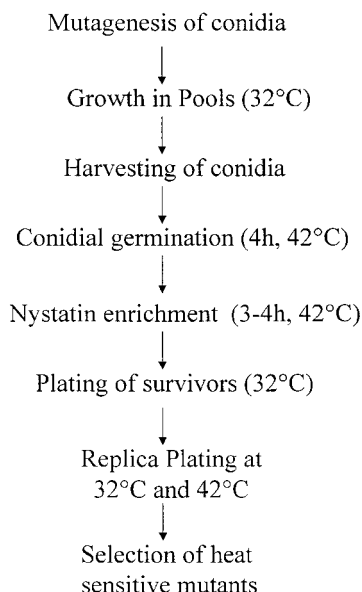 Mutagenesis of conidia
Growth in Pools (32°C)
Harvesting of conidia
Conidial germination (4h, 42°C)
Nystatin enrichment (3-4h, 42°C)
Plating of survivors (32°C)
Replica Plating at
32°C and 42°C
Selection of heat
sensitive mutants